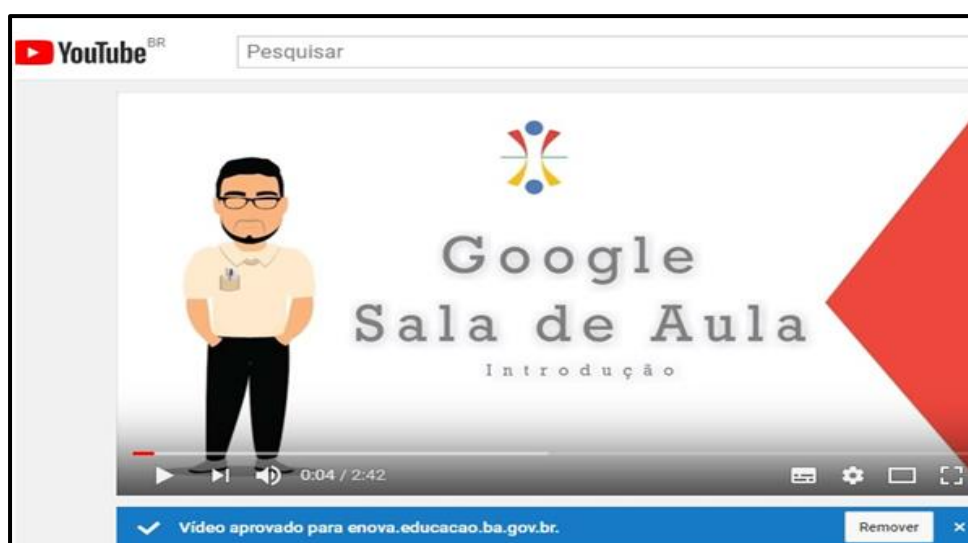 YouTube BR
Pesquisar
Google
Sala de Aula
Introdução
0:04 / 2:42
Vídeo aprovado para enova.educacao.ba.gov.br.
Remover